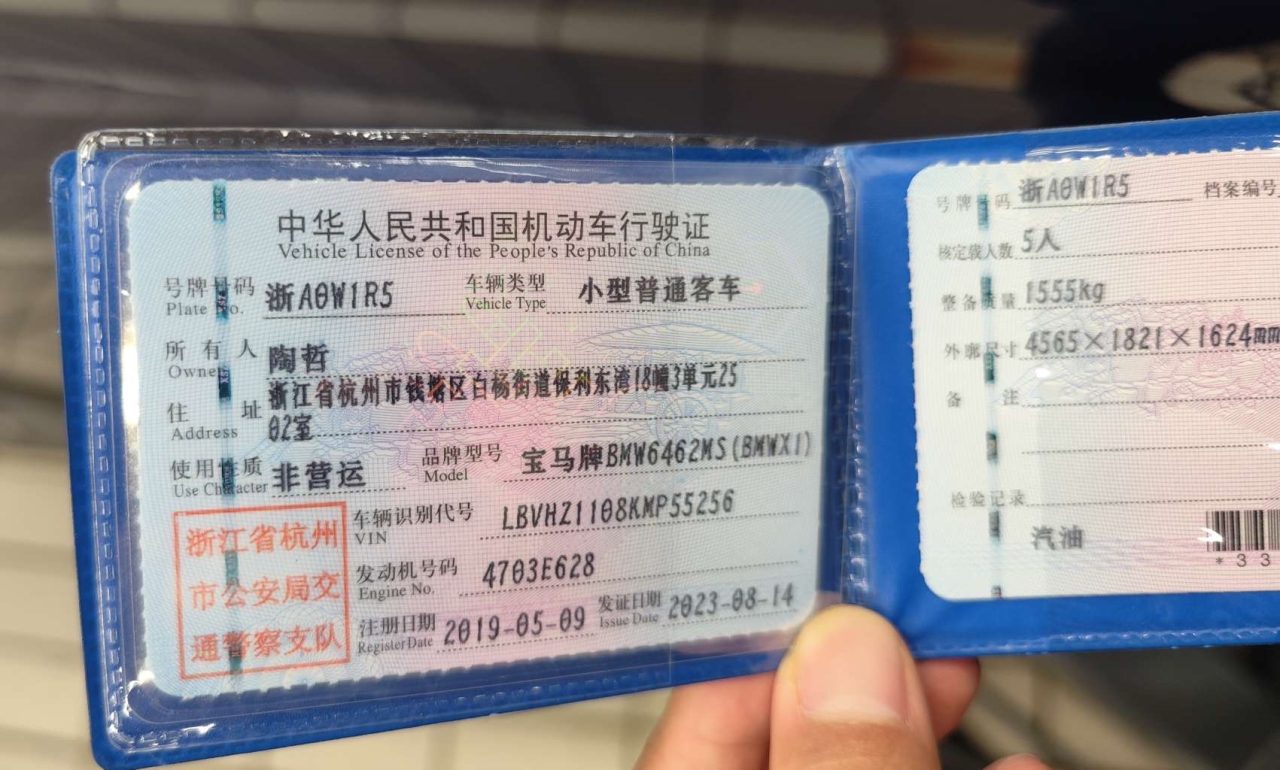 中华人民共和国机动车行驶证
Vehicle License of the People's Republic of China
号牌号码 浙A0W1R5 车辆类型 小型普通客车
Plate No. Vehicle Type
所有人 陶哲
Owner
住址 浙江省杭州市钱塘区白杨街道保利东湾18幢3单元25
Address 02室
使用性质 非营运 品牌型号 宝马牌BMW6462MS(BMWX1)
Use Character Model
浙江省杭州
市公安局交
通警察支队
车辆识别代号 LBVHZ1108KMP55256
VIN
发动机号码 4703E628
Engine No.
注册日期 2019-05-09 发证日期 2023-08-14
Register Date Issue Date
号牌号码 浙A0W1R5 档案编号
核定载人数 5人
整备质量 1555kg
外廓尺寸 4565×1821×1624mm
备注
检验记录
汽油
*33